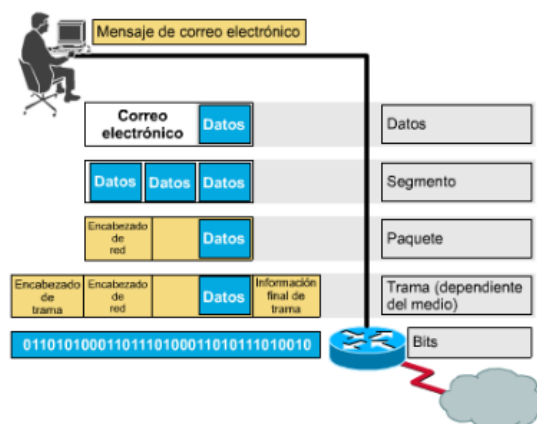 Mensaje de correo electrónico
Correo
electrónico
Datos
Datos
Datos
Datos
Datos
Segmento
Encabezado
de
red
Datos
Paquete
Encabezado
de
trama
Encabezado
de
red
Datos
Información
final de
trama
Trama (dependiente
del medio)
01101010001101110100011010111010010
Bits